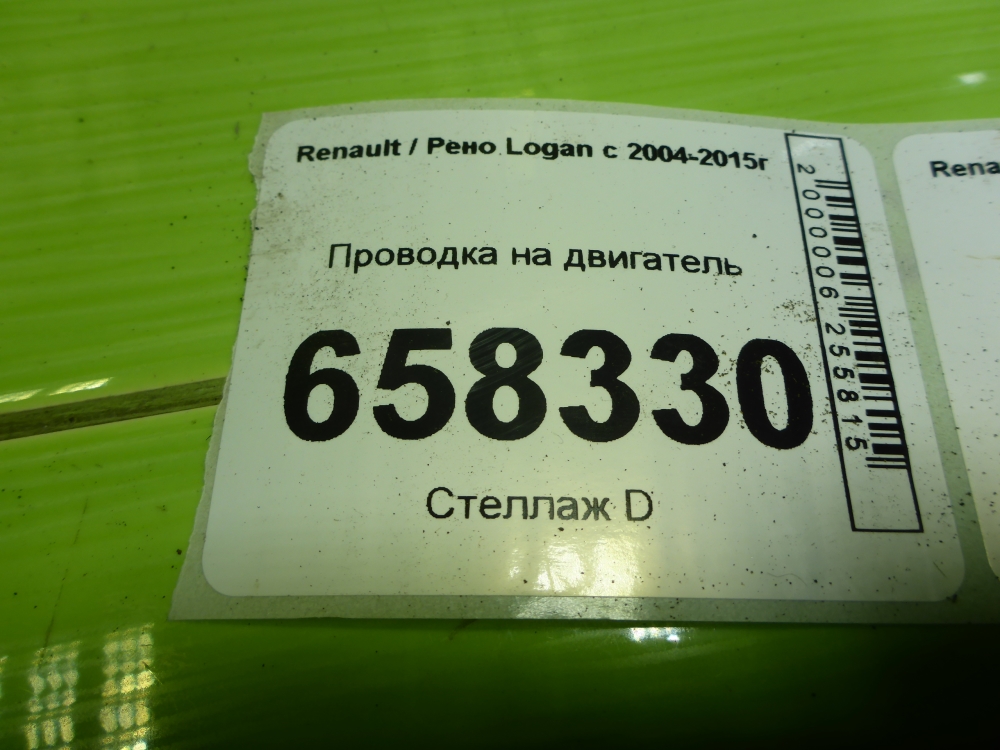 Renault / Рено Logan с 2004-2015г
Проводка на двигатель
658330
Стеллаж D
2000006255815
Rena